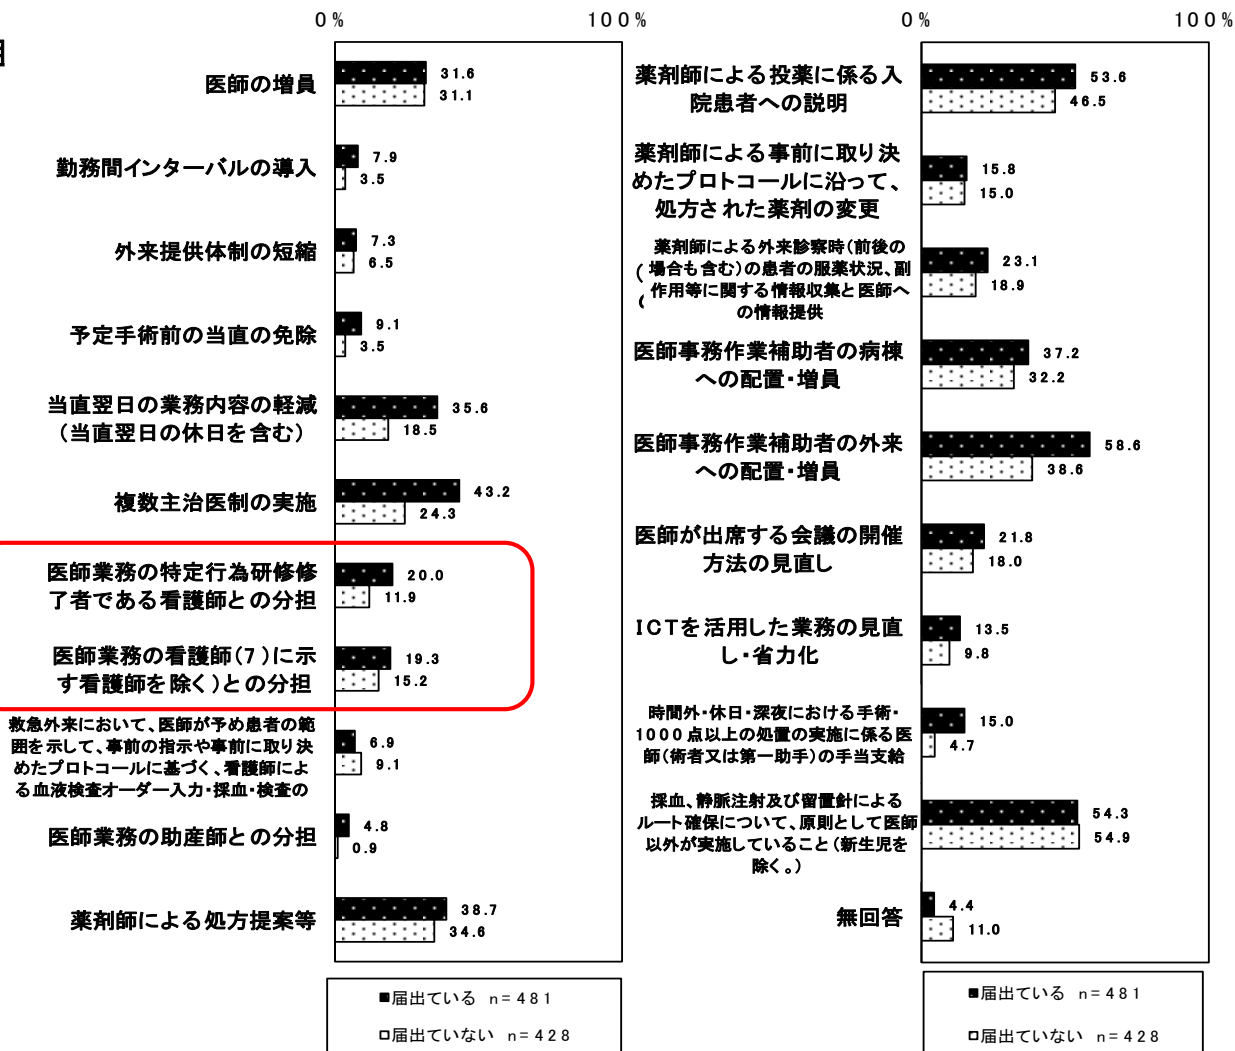 0%
100%
医師の増員
31.6
31.1
勤務間インターバルの導入
7.9
3.5
外来提供体制の短縮
7.3
6.5
予定手術前の当直の免除
9.1
3.5
当直翌日の業務内容の軽減
(当直翌日の休日を含む)
35.6
18.5
複数主治医制の実施
43.2
24.3
医師業務の特定行為研修修
了者である看護師との分担
20.0
11.9
医師業務の看護師(7)に示
す看護師を除く)との分担
19.3
15.2
救急外来において、医師が予め患者の範
囲を示して、事前の指示や事前に取り決
めたプロトコールに基づく、看護師によ
る血液検査オーダー入力・採血・検査の
6.9
9.1
医師業務の助産師との分担
4.8
0.9
薬剤師による処方提案等
38.7
34.6
■届出ている n=481
□届出ていない n=428
0%
100%
薬剤師による投薬に係る入
院患者への説明
53.6
46.5
薬剤師による事前に取り決
めたプロトコールに沿って、
処方された薬剤の変更
15.8
15.0
薬剤師による外来診察時(前後の
(場合も含む)の患者の服薬状況、副
(作用等に関する情報収集と医師へ
の情報提供
23.1
18.9
医師事務作業補助者の病棟
への配置・増員
37.2
32.2
医師事務作業補助者の外来
への配置・増員
58.6
38.6
医師が出席する会議の開催
方法の見直し
21.8
18.0
ICTを活用した業務の見直
し・省力化
13.5
9.8
時間外・休日・深夜における手術・
1000点以上の処置の実施に係る医
師(術者又は第一助手)の手当支給
15.0
4.7
採血、静脈注射及び留置針による
ルート確保について、原則として医師
以外が実施していること(新生児を
除く。)
54.3
54.9
無回答
4.4
11.0
■届出ている n=481
□届出ていない n=428